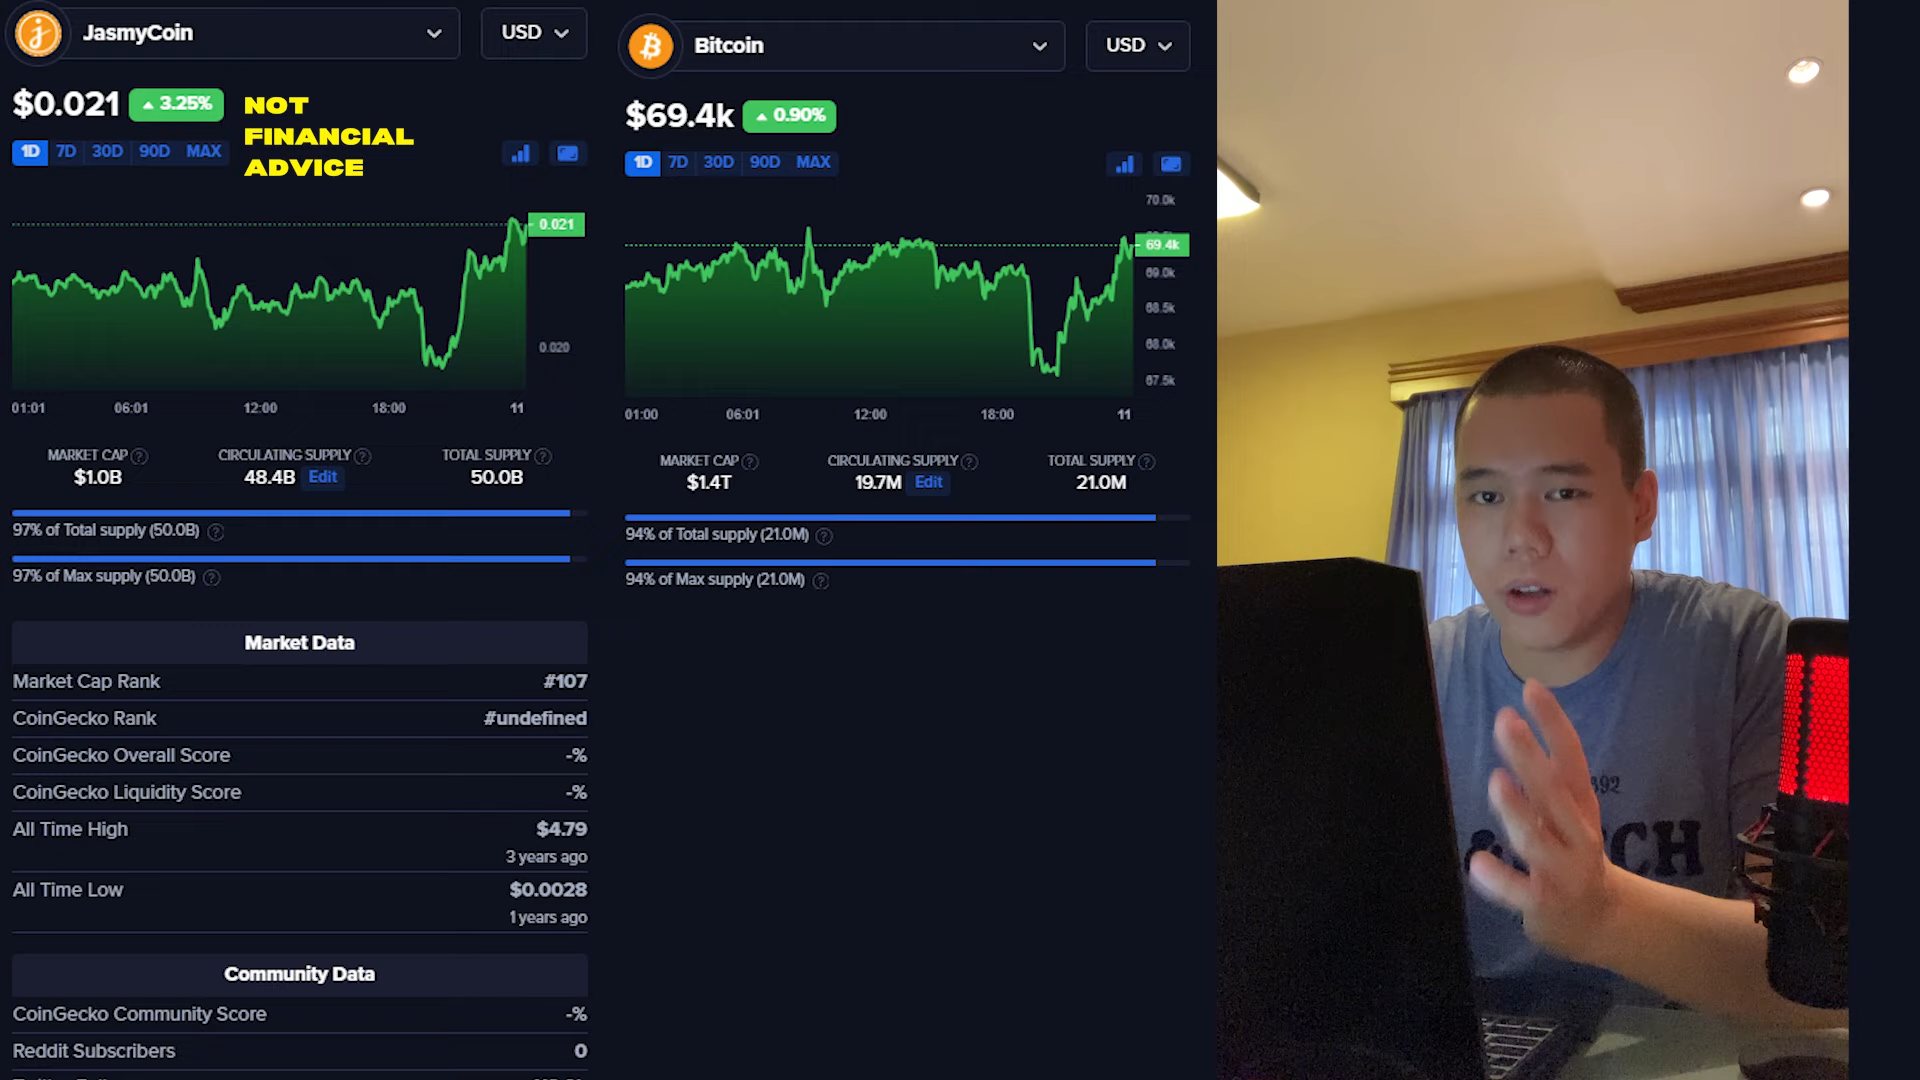 JasmyCoin
USD
$0.021 3.25%
NOT
FINANCIAL
ADVICE
1D 7D 30D 90D MAX
0.021
0.020
01:01 06:01 12:00 18:00 11
MARKET CAP ? CIRCULATING SUPPLY ? TOTAL SUPPLY ?
$1.0B 48.4B Edit 50.0B
97% of Total supply (50.0B) ?
97% of Max supply (50.0B) ?
Market Data
Market Cap Rank #107
CoinGecko Rank #undefined
CoinGecko Overall Score -%
CoinGecko Liquidity Score -%
All Time High $4.79
3 years ago
All Time Low $0.0028
1 years ago
Community Data
CoinGecko Community Score -%
Reddit Subscribers 0
Bitcoin
USD
$69.4k 0.90%
1D 7D 30D 90D MAX
70.0k
69.4k
69.0k
68.5k
68.0k
67.5k
01:00 06:01 12:00 18:00 11
MARKET CAP ? CIRCULATING SUPPLY ? TOTAL SUPPLY ?
$1.4T 19.7M Edit 21.0M
94% of Total supply (21.0M) ?
94% of Max supply (21.0M) ?